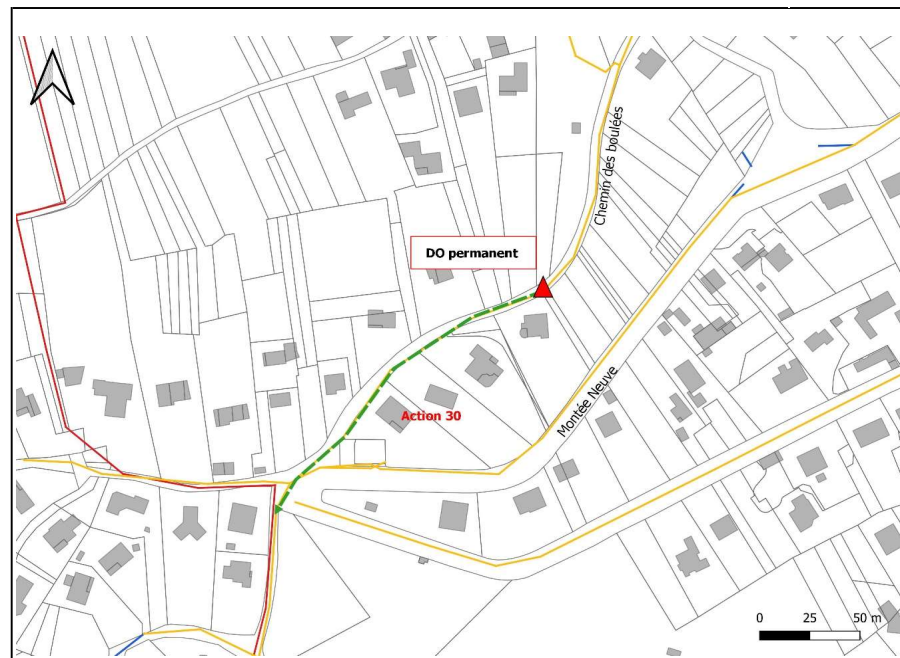 Chemin des boulées
DO permanent
Montée Neuve
Action 30
0 25 50 m